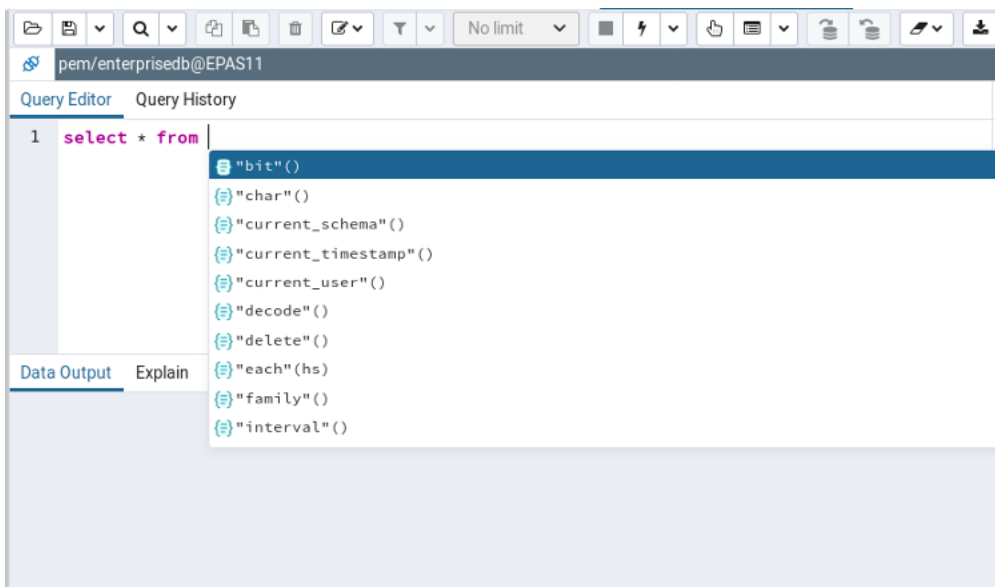 No limit
pem/enterprisedb@EPAS11
Query Editor Query History
1 select * from
"bit"()
"char"()
"current_schema"()
"current_timestamp"()
"current_user"()
"decode"()
"delete"()
Data Output Explain
"each"(hs)
"family"()
"interval"()